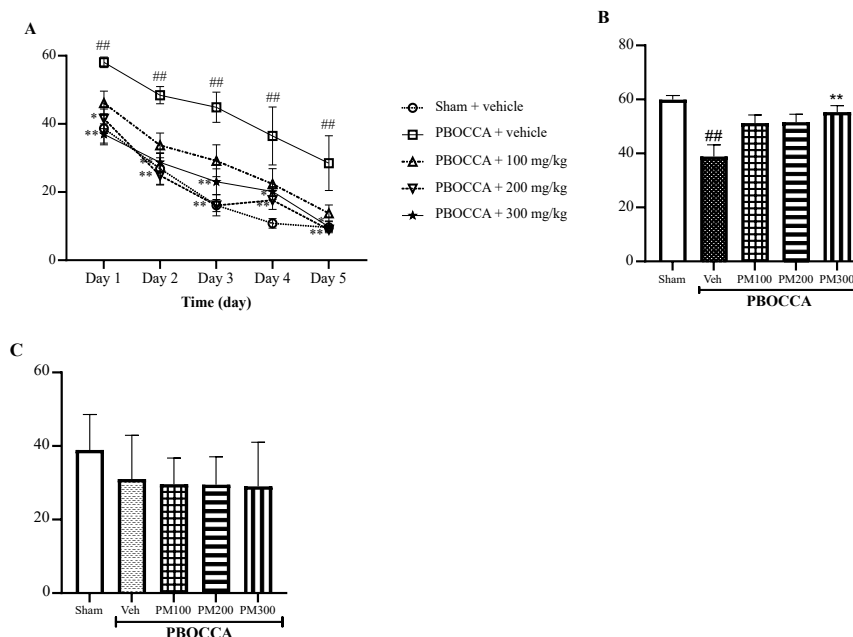 A
60
40
20
0
##
##
##
##
##
*
**
**
**
**
**
*
**
*
**
Day 1 Day 2 Day 3 Day 4 Day 5
Time (day)
Sham + vehicle
PBOCCA + vehicle
PBOCCA + 100 mg/kg
PBOCCA + 200 mg/kg
PBOCCA + 300 mg/kg
B
80
60
40
20
0
##
**
Sham Veh PM100 PM200 PM300
PBOCCA
C
60
40
20
0
Sham Veh PM100 PM200 PM300
PBOCCA